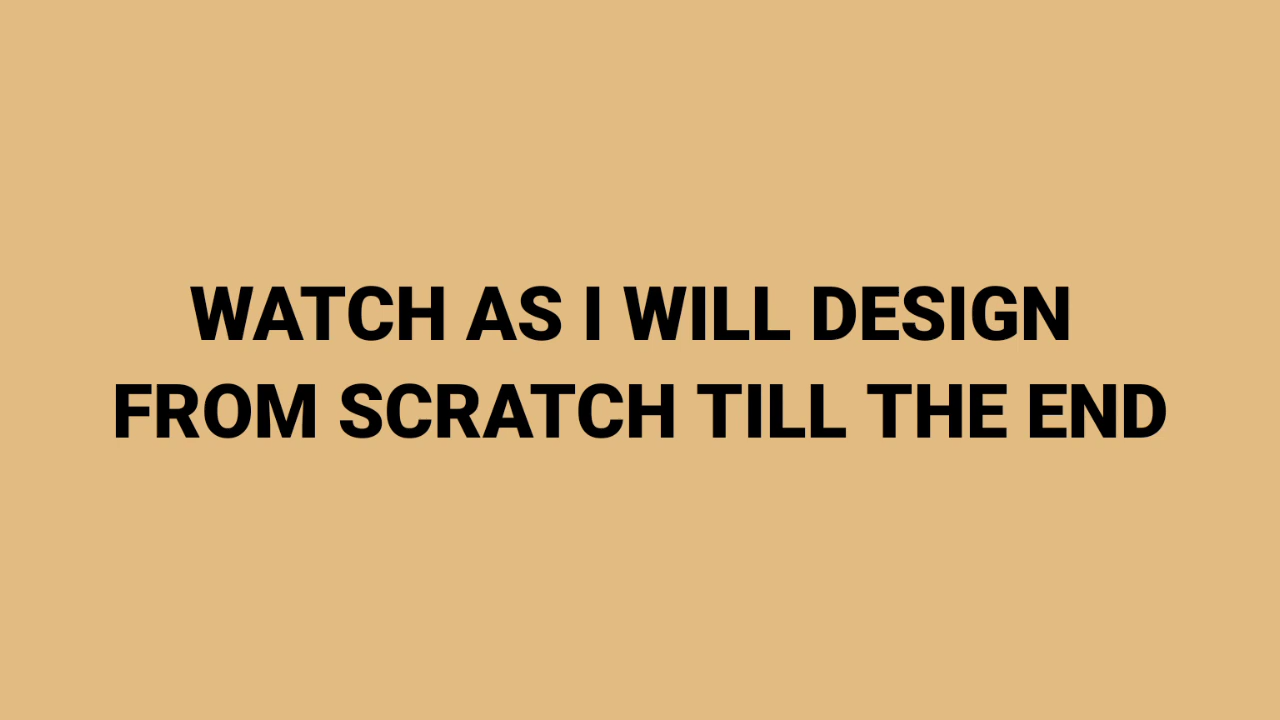 WATCH AS I WILL DESIGN
FROM SCRATCH TILL THE END